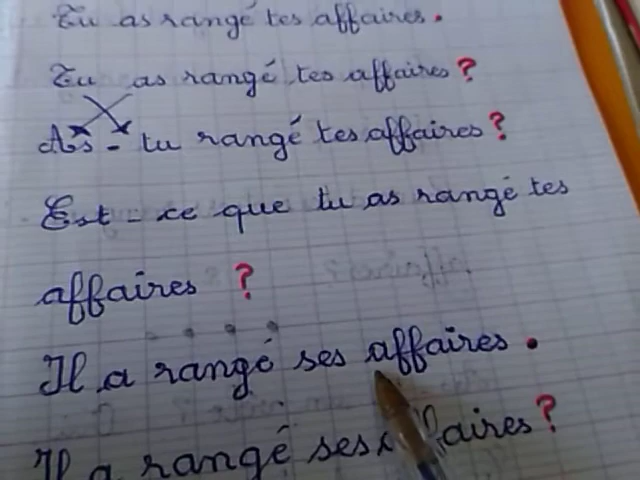 Tu as rangé tes affaires.
Tu as rangé tes affaires?
As-tu rangé tes affaires?
Est-ce que tu as rangé tes
affaires ?
Il a rangé ses affaires.
Il a rangé ses ?